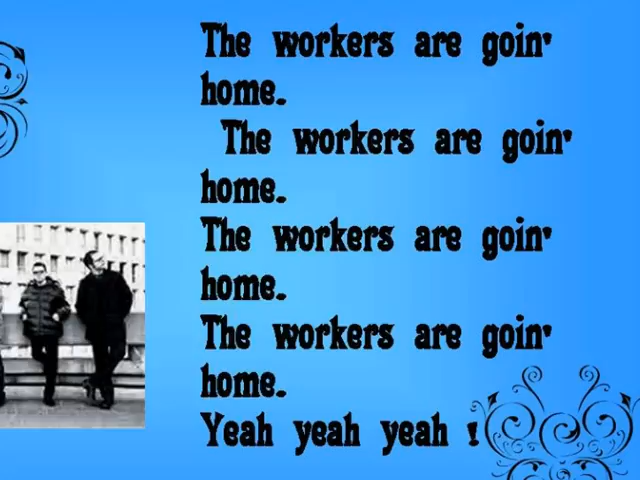 The workers are goin'
home.
The workers are goin'
home.
The workers are goin'
home.
The workers are goin'
home.
Yeah yeah yeah !